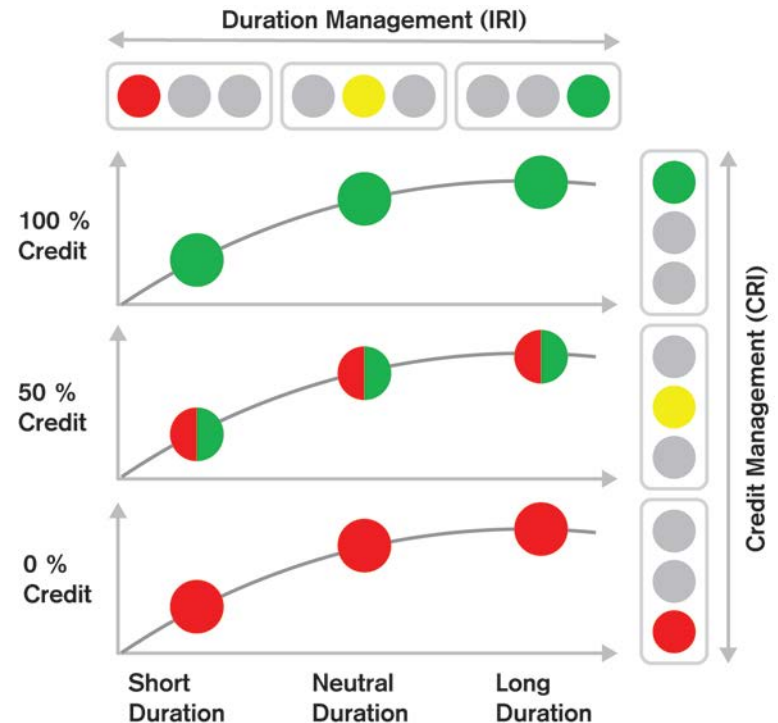 Duration Management (IRI)
100 %
Credit
50 %
Credit
0 %
Credit
Credit Management (CRI)
Short
Duration
Neutral
Duration
Long
Duration